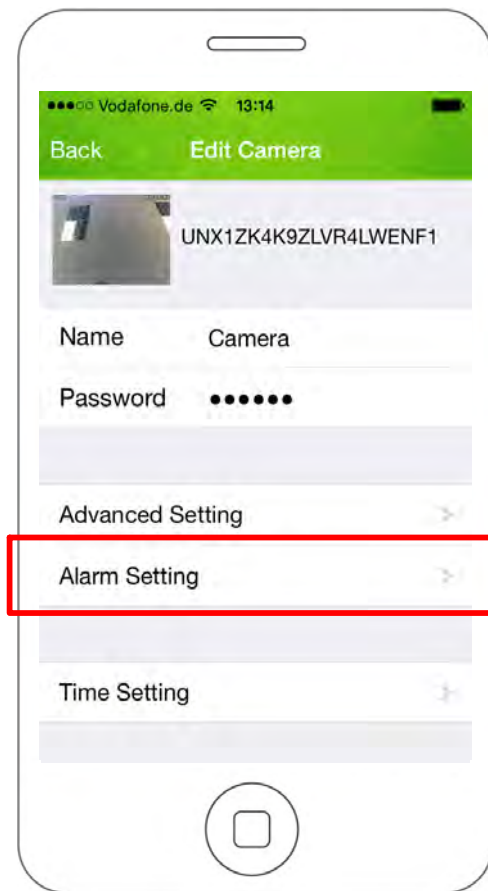 ●●●○○ Vodafone.de 13:14
Back Edit Camera
UNX1ZK4K9ZLVR4LWENF1
Name Camera
Password ●●●●●●
Advanced Setting >
Alarm Setting >
Time Setting >